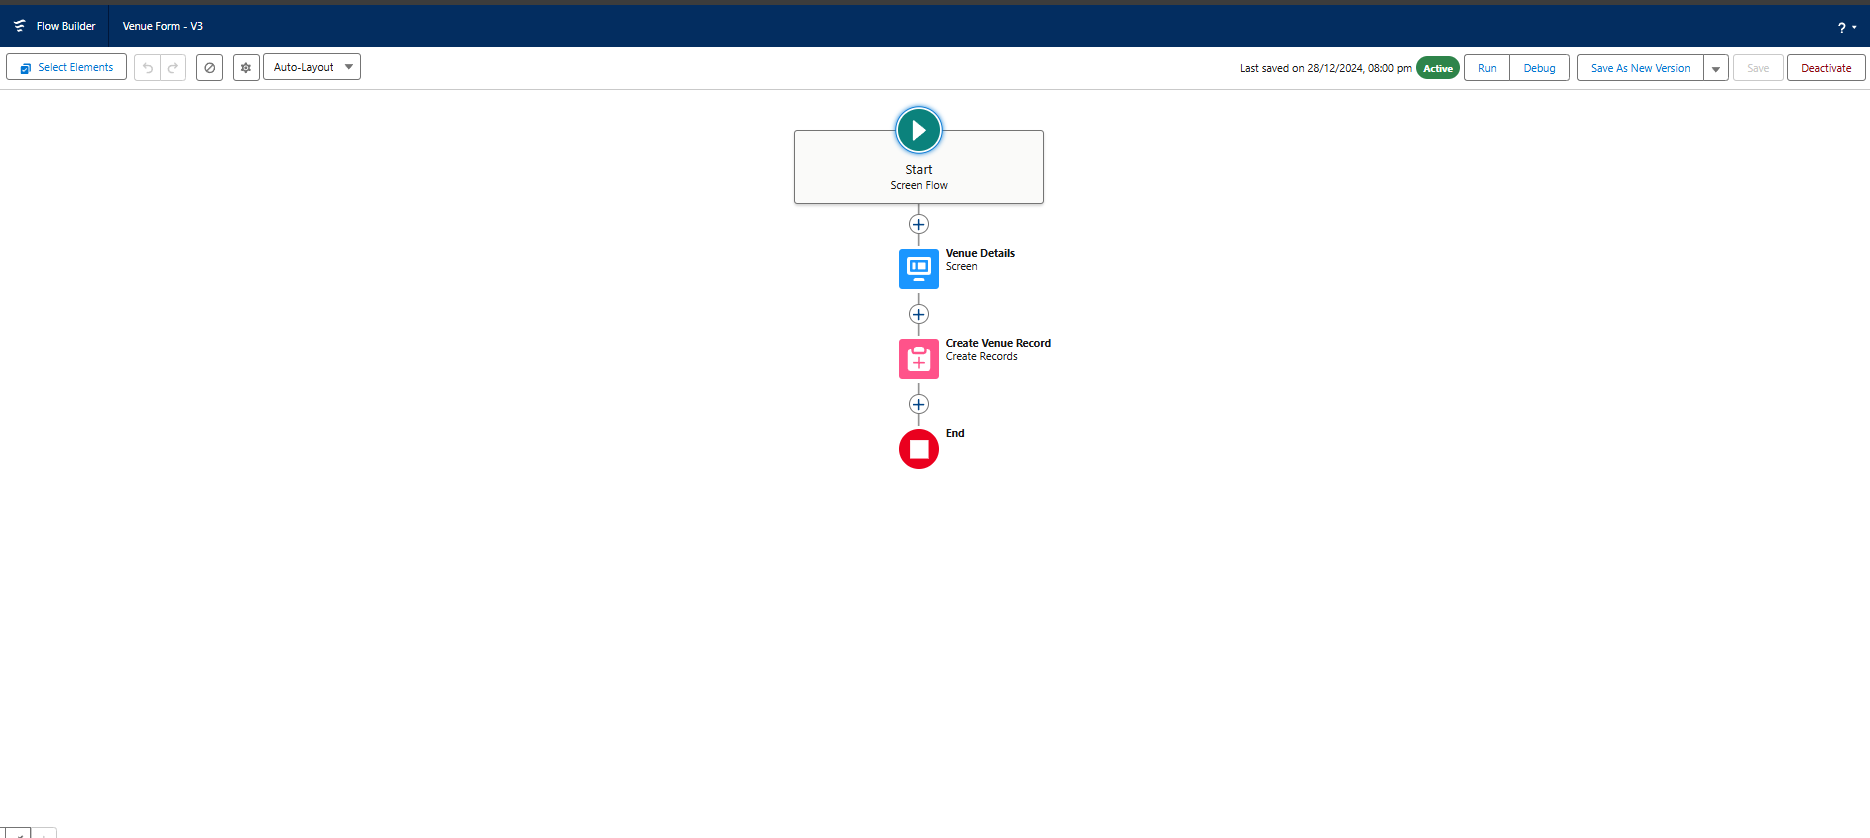 Flow Builder
Venue Form - V3
?
Select Elements
Auto-Layout
Last saved on 28/12/2024, 08:00 pm
Active
Run
Debug
Save As New Version
Save
Deactivate
Start
Screen Flow
Venue Details
Screen
Create Venue Record
Create Records
End